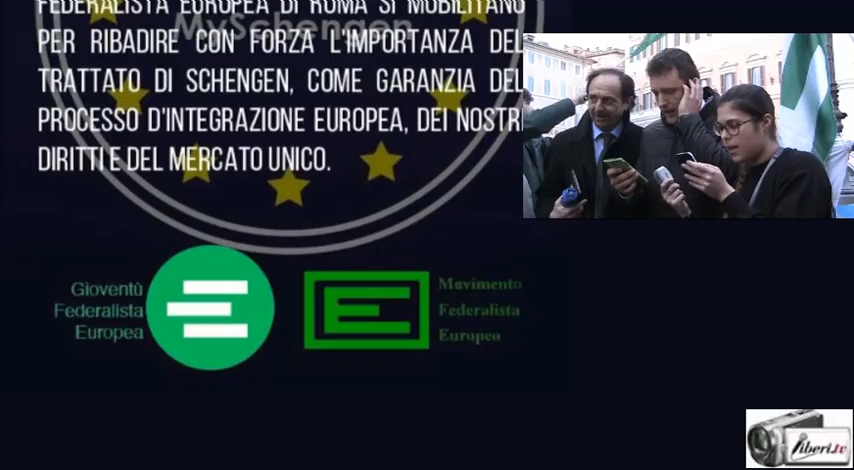 FEDERALISTA EUROPEA DI ROMA SI MOBILITANO
MySchengen
PER RIBADIRE CON FORZA L'IMPORTANZA DEL
TRATTATO DI SCHENGEN, COME GARANZIA DEL
PROCESSO D'INTEGRAZIONE EUROPEA, DEI NOSTRI
DIRITTI E DEL MERCATO UNICO.
Gioventù
Federalista
Europea
Movimento
Federalista
Europeo
liberi.tv